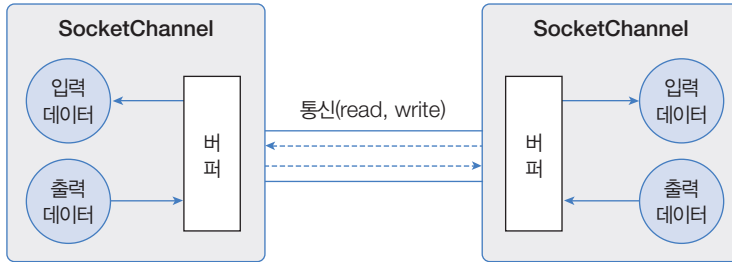 SocketChannel
입력
데이터
출력
데이터
버
퍼
통신(read, write)
SocketChannel
버
퍼
입력
데이터
출력
데이터